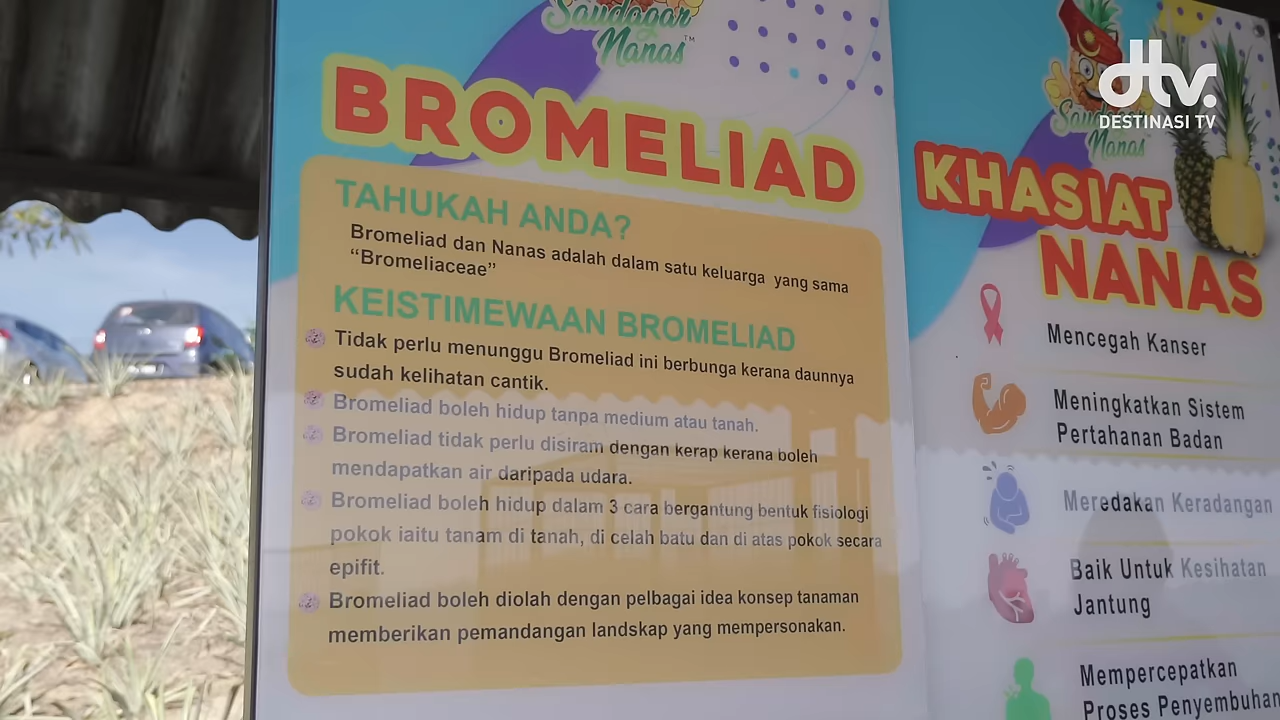 Saudagar
Nanas™
BROMELIAD
TAHUKAH ANDA?
Bromeliad dan Nanas adalah dalam satu keluarga yang sama
“Bromeliaceae”
KEISTIMEWAAN BROMELIAD
Tidak perlu menunggu Bromeliad ini berbunga kerana daunnya
sudah kelihatan cantik.
Bromeliad boleh hidup tanpa medium atau tanah.
Bromeliad tidak perlu disiram dengan kerap kerana boleh
mendapatkan air daripada udara.
Bromeliad boleh hidup dalam 3 cara bergantung bentuk fisiologi
pokok iaitu tanam di tanah, di celah batu dan di atas pokok secara
epifit.
Bromeliad boleh diolah dengan pelbagai idea konsep tanaman
memberikan pemandangan landskap yang mempersonakan.
dtv.
DESTINASI TV
Saudagar
Nanas
KHASIAT
NANAS
Mencegah Kanser
Meningkatkan Sistem
Pertahanan Badan
Meredakan Keradangan
Baik Untuk Kesihatan
Jantung
Mempercepatkan
Proses Penyembuhan